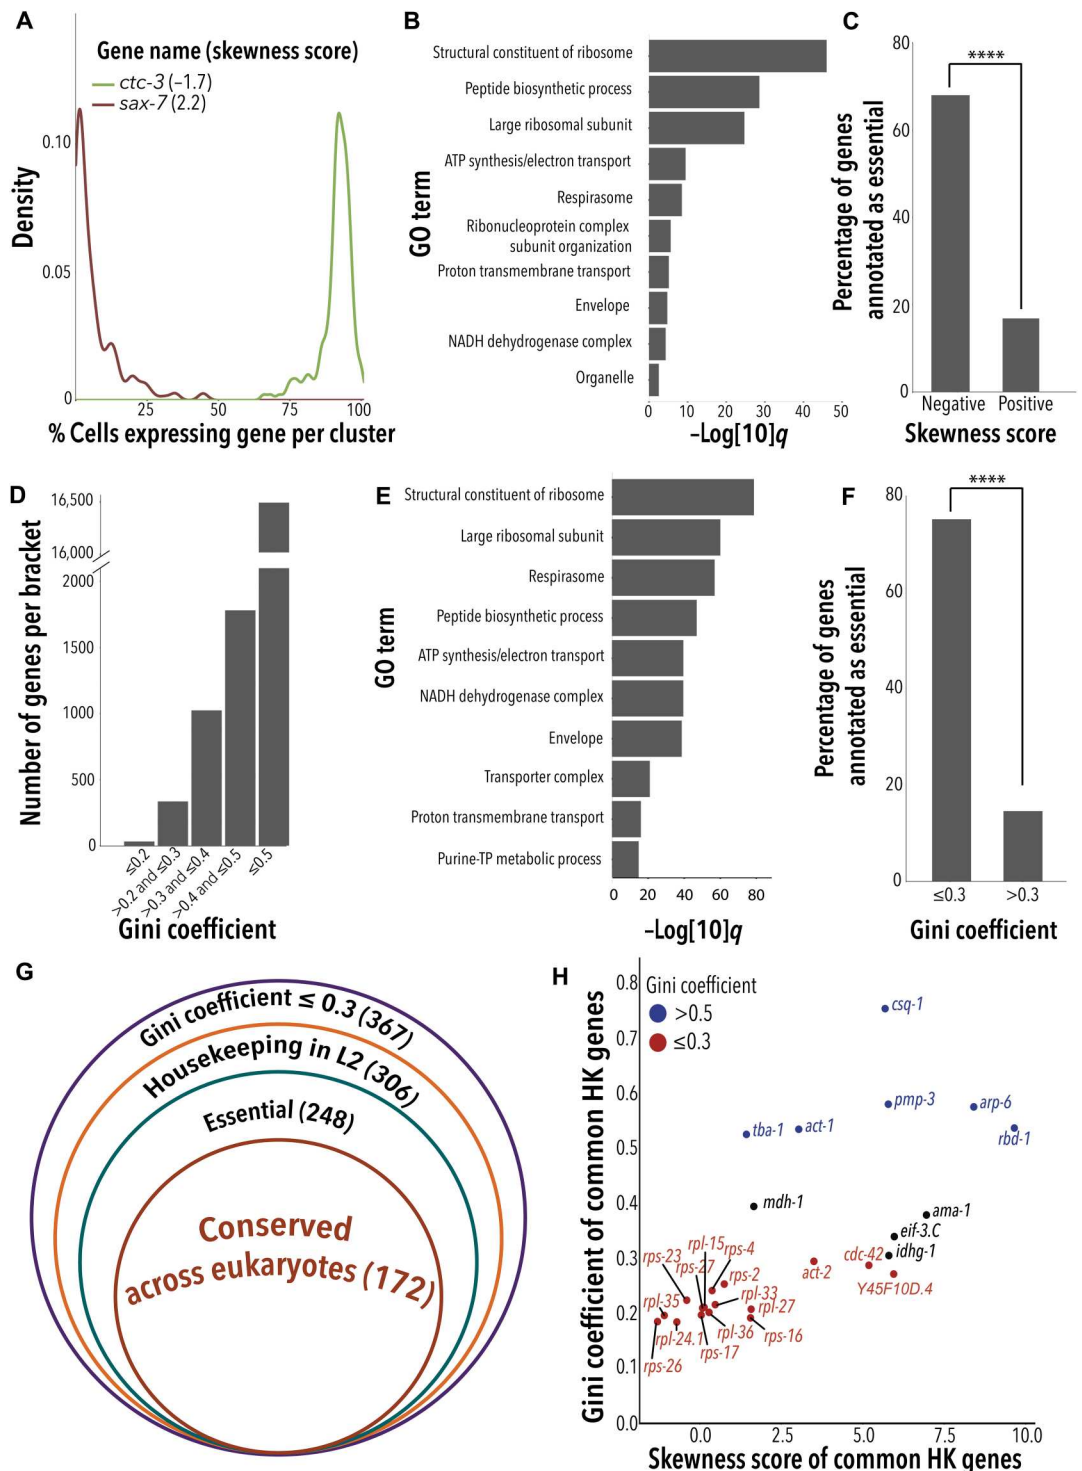 A
Gene name (skewness score)
ctc-3 (–1.7)
sax-7 (2.2)
Density
0.10
0.05
0
25
50
75
100
% Cells expressing gene per cluster
B
GO term
Structural constituent of ribosome
Peptide biosynthetic process
Large ribosomal subunit
ATP synthesis/electron transport
Respirasome
Ribonucleoprotein complex
subunit organization
Proton transmembrane transport
Envelope
NADH dehydrogenase complex
Organelle
0
10
20
30
40
50
–Log[10]q
C
Percentage of genes
annotated as essential
80
60
40
20
0
****
Negative
Positive
Skewness score
D
Number of genes per bracket
16,500
16,000
2000
1500
1000
500
0
≤0.2
>0.2 and ≤0.3
>0.3 and ≤0.4
>0.4 and ≤0.5
≤0.5
Gini coefficient
E
GO term
Structural constituent of ribosome
Large ribosomal subunit
Respirasome
Peptide biosynthetic process
ATP synthesis/electron transport
NADH dehydrogenase complex
Envelope
Transporter complex
Proton transmembrane transport
Purine-TP metabolic process
0
20
40
60
80
–Log[10]q
F
Percentage of genes
annotated as essential
80
60
40
20
0
****
≤0.3
>0.3
Gini coefficient
G
Gini coefficient ≤ 0.3 (367)
Housekeeping in L2 (306)
Essential (248)
Conserved
across eukaryotes (172)
H
Gini coefficient of common HK genes
0.8
0.7
0.6
0.5
0.4
0.3
0.2
0.1
0.0
Gini coefficient
>0.5
≤0.3
csq-1
pmp-3
arp-6
tba-1
act-1
rbd-1
mdh-1
ama-1
eif-3.C
idhg-1
cdc-42
Y45F10D.4
act-2
rpl-15
rps-4
rps-23
rps-27
rps-2
rpl-33
rpl-27
rpl-35
rpl-24.1
rpl-36
rps-16
rps-17
rps-26
0.0
2.5
5.0
7.5
10.0
Skewness score of common HK genes